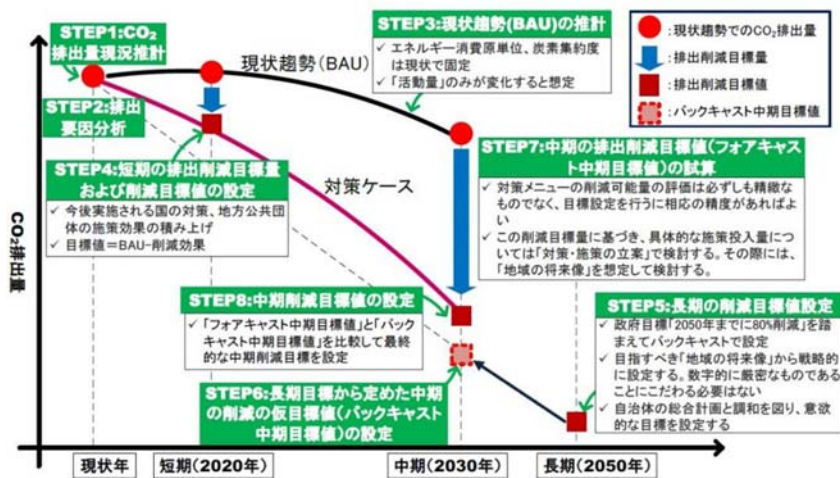 STEP1:CO2
排出量現況推計
STEP2:排出
要因分析
現状趨勢(BAU)
STEP3:現状趨勢(BAU)の推計
✓ エネルギー消費原単位、炭素集約度
は現状で固定
✓ 「活動量」のみが変化すると想定
:現状趨勢でのCO2排出量
:排出削減目標量
:排出削減目標値
:バックキャスト中期目標値
STEP4:短期の排出削減目標量
および削減目標値の設定
✓ 今後実施される国の対策、地方公共団
体の施策効果の積み上げ
✓ 目標値=BAU-削減効果
対策ケース
STEP7:中期の排出削減目標値(フォアキャ
スト中期目標値)の試算
✓ 対策メニューの削減可能量の評価は必ずしも精緻な
ものでなく、目標設定を行うに相応の精度があればよ
い
✓ この削減目標量に基づき、具体的な施策投入量につ
いては「対策・施策の立案」で検討する。その際には、
「地域の将来像」を想定して検討する。
STEP8:中期削減目標値の設定
✓ 「フォアキャスト中期目標値」と「バック
キャスト中期目標」を比較して最終
的な中期削減目標を設定
STEP6:長期目標から定めた中期
の削減の仮目標値(バックキャスト
中期目標値)の設定
STEP5:長期の削減目標値設定
✓ 政府目標「2050年までに80%削減」を踏
まえてバックキャストで設定
✓ 目指すべき「地域の将来像」から戦略的
に設定する。数字的に厳密なものである
ことにこだわる必要はない
✓ 自治体の総合計画と調和を図り、意欲
的な目標を設定する
CO2排出量
現状年
短期(2020年)
中期(2030年)
長期(2050年)